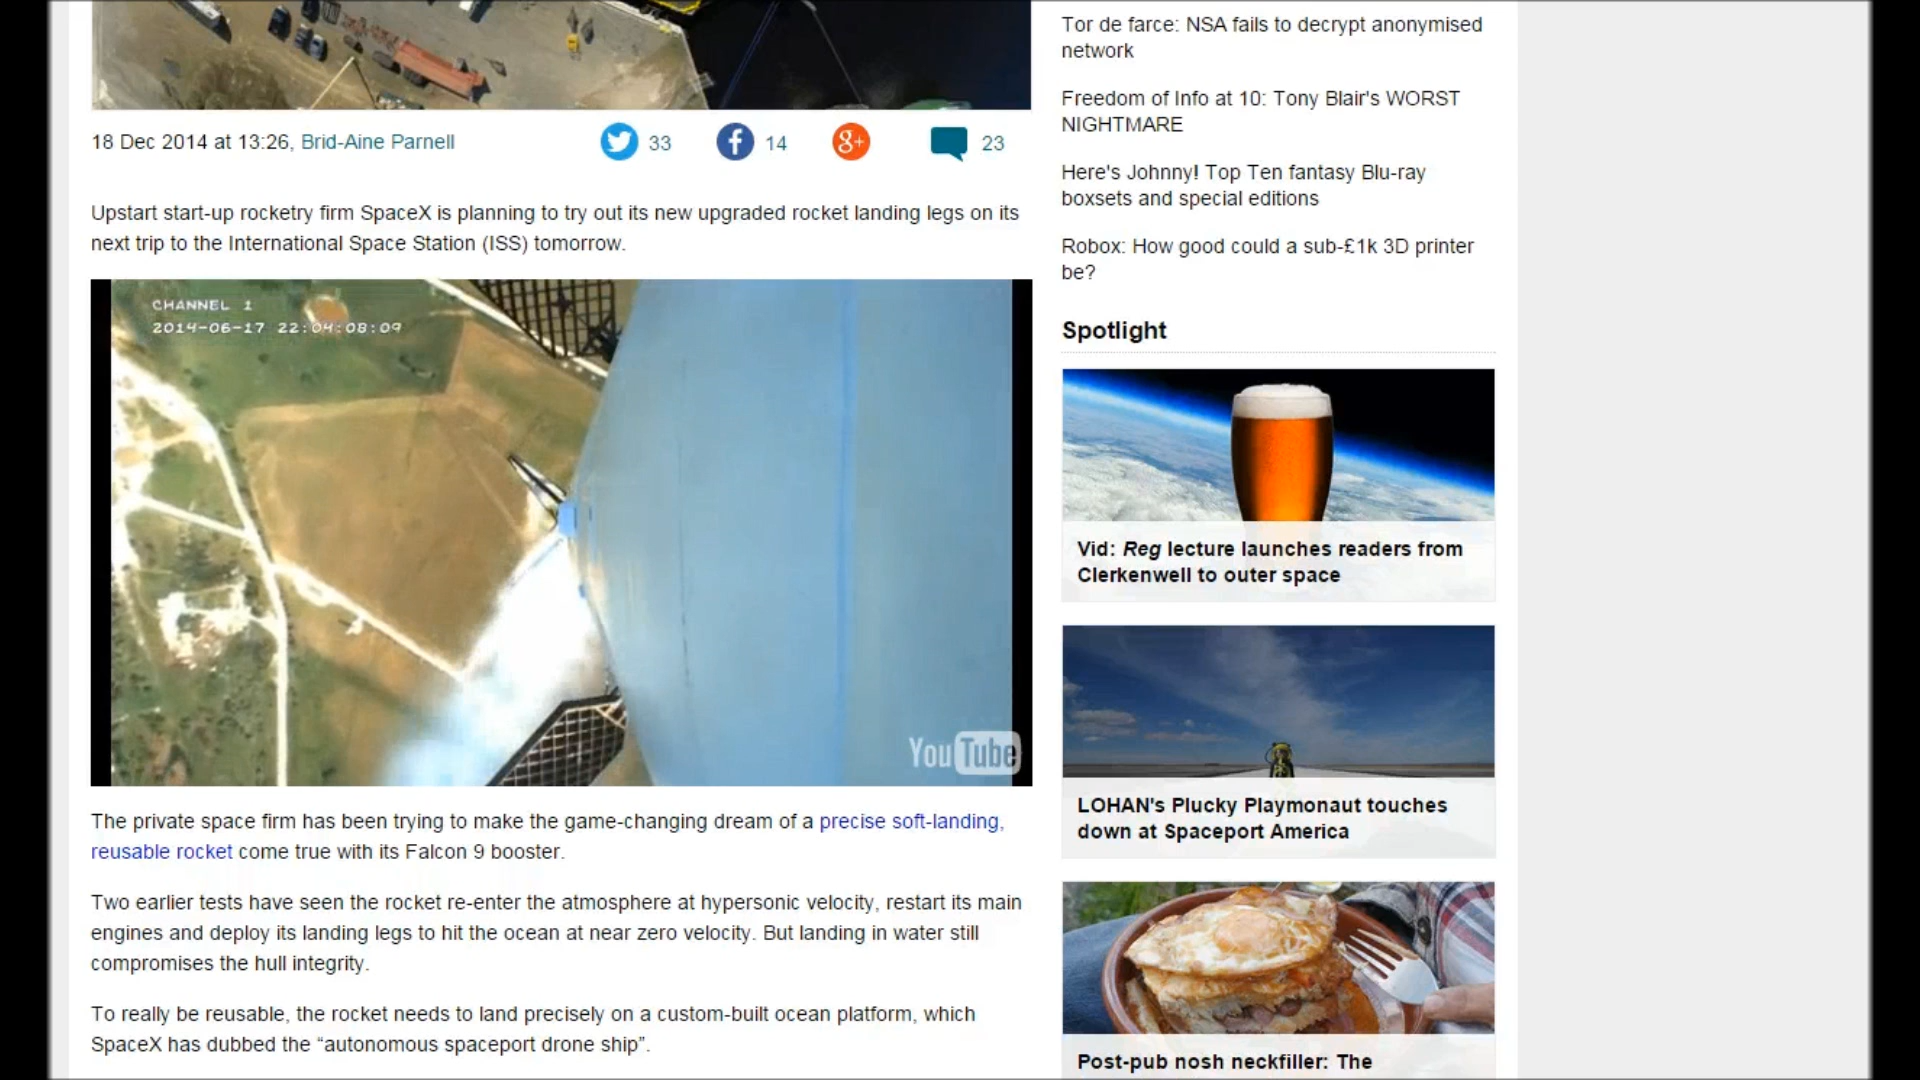 18 Dec 2014 at 13:26, Brid-Aine Parnell
33
14
g+
23
Upstart start-up rocketry firm SpaceX is planning to try out its new upgraded rocket landing legs on its
next trip to the International Space Station (ISS) tomorrow.
CHANNEL 1
2014-06-17 22:04:08:09
YouTube
The private space firm has been trying to make the game-changing dream of a precise soft-landing,
reusable rocket come true with its Falcon 9 booster.
Two earlier tests have seen the rocket re-enter the atmosphere at hypersonic velocity, restart its main
engines and deploy its landing legs to hit the ocean at near zero velocity. But landing in water still
compromises the hull integrity.
To really be reusable, the rocket needs to land precisely on a custom-built ocean platform, which
SpaceX has dubbed the “autonomous spaceport drone ship”.
Tor de farce: NSA fails to decrypt anonymised
network
Freedom of Info at 10: Tony Blair's WORST
NIGHTMARE
Here's Johnny! Top Ten fantasy Blu-ray
boxsets and special editions
Robox: How good could a sub-£1k 3D printer
be?
Spotlight
Vid: Reg lecture launches readers from
Clerkenwell to outer space
LOHAN's Plucky Playmonaut touches
down at Spaceport America
Post-pub nosh neckfiller: The